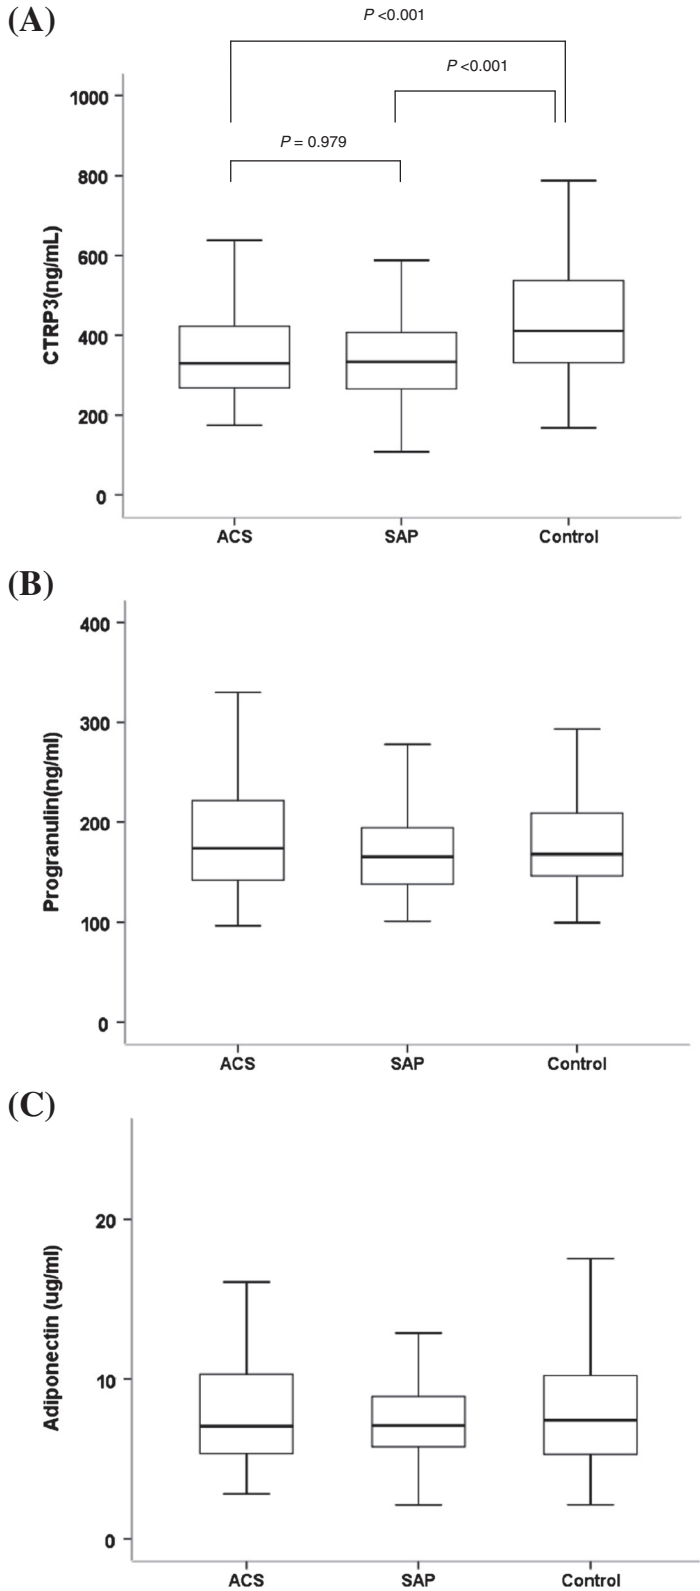 (A)
P <0.001
P <0.001
P = 0.979
1000
800
600
400
200
0
CTRP3(ng/mL)
ACS SAP Control
(B)
400
300
200
100
0
Progranulin(ng/ml)
ACS SAP Control
(C)
20
10
0
Adiponectin (ug/ml)
ACS SAP Control